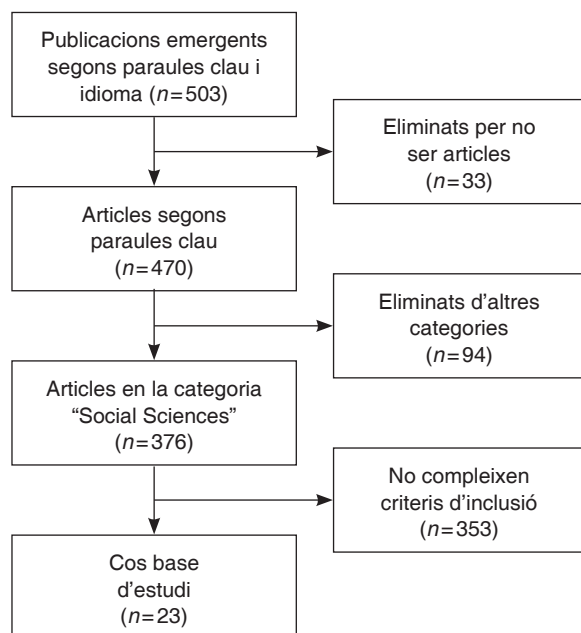 Publicacions emergents
segons paraules clau i
idioma (n=503)
Eliminats per no
ser articles
(n=33)
Articles segons
paraules clau
(n=470)
Eliminats d’altres
categories
(n=94)
Articles en la categoria
“Social Sciences”
(n=376)
No compleixen
criteris d’inclusió
(n=353)
Cos base
d’estudi
(n=23)